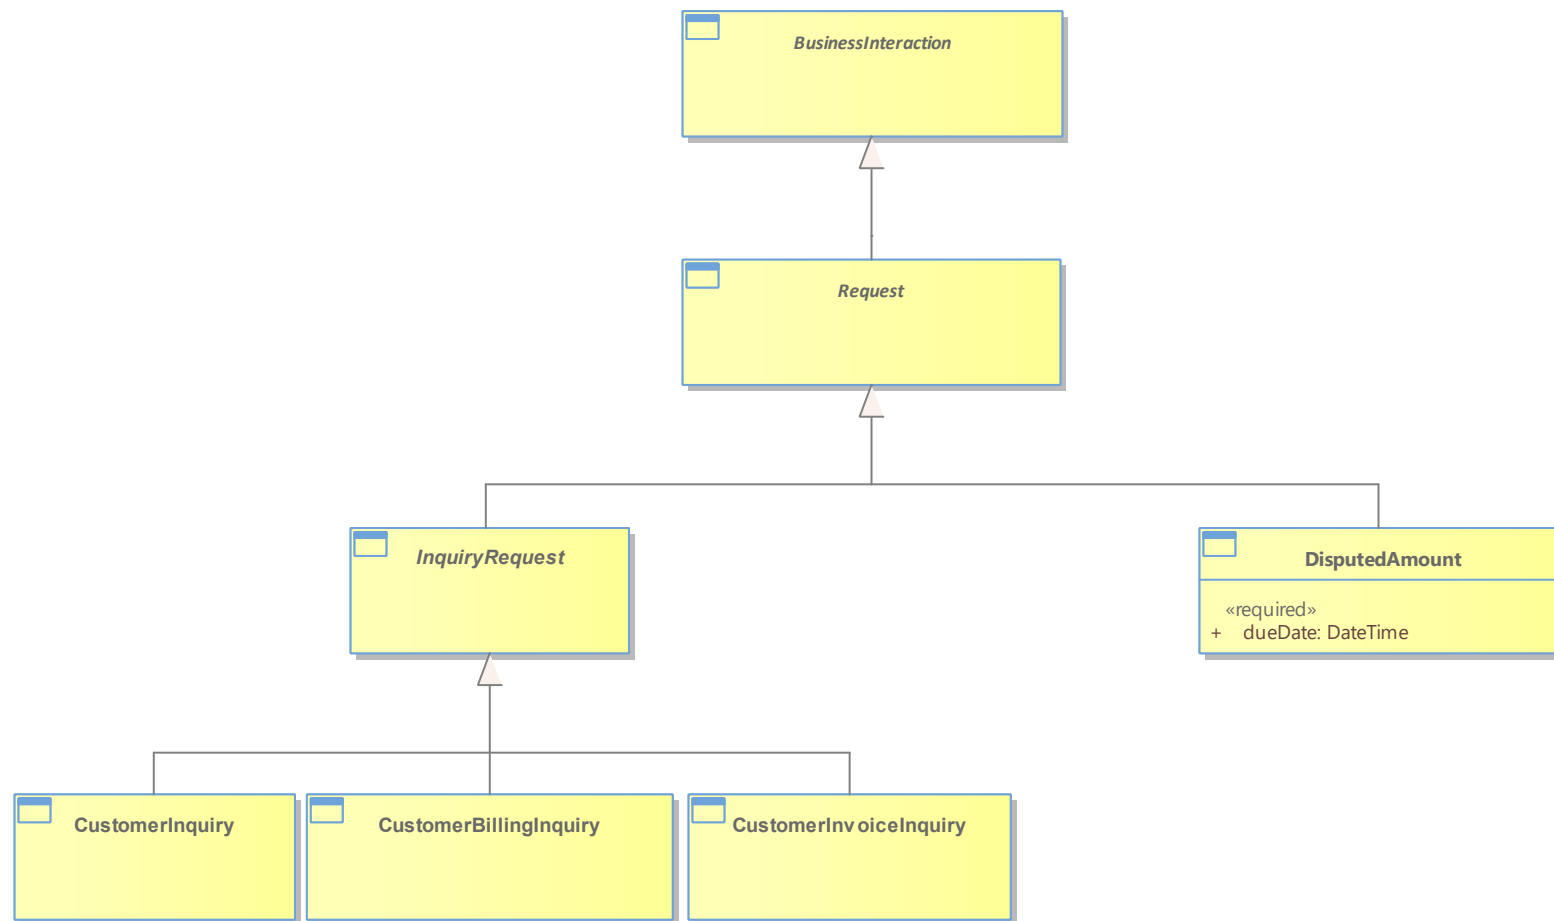 BusinessInteraction
Request
InquiryRequest
DisputedAmount
«required»
+ dueDate: DateTime
CustomerInquiry
CustomerBillingInquiry
CustomerInvoiceInquiry